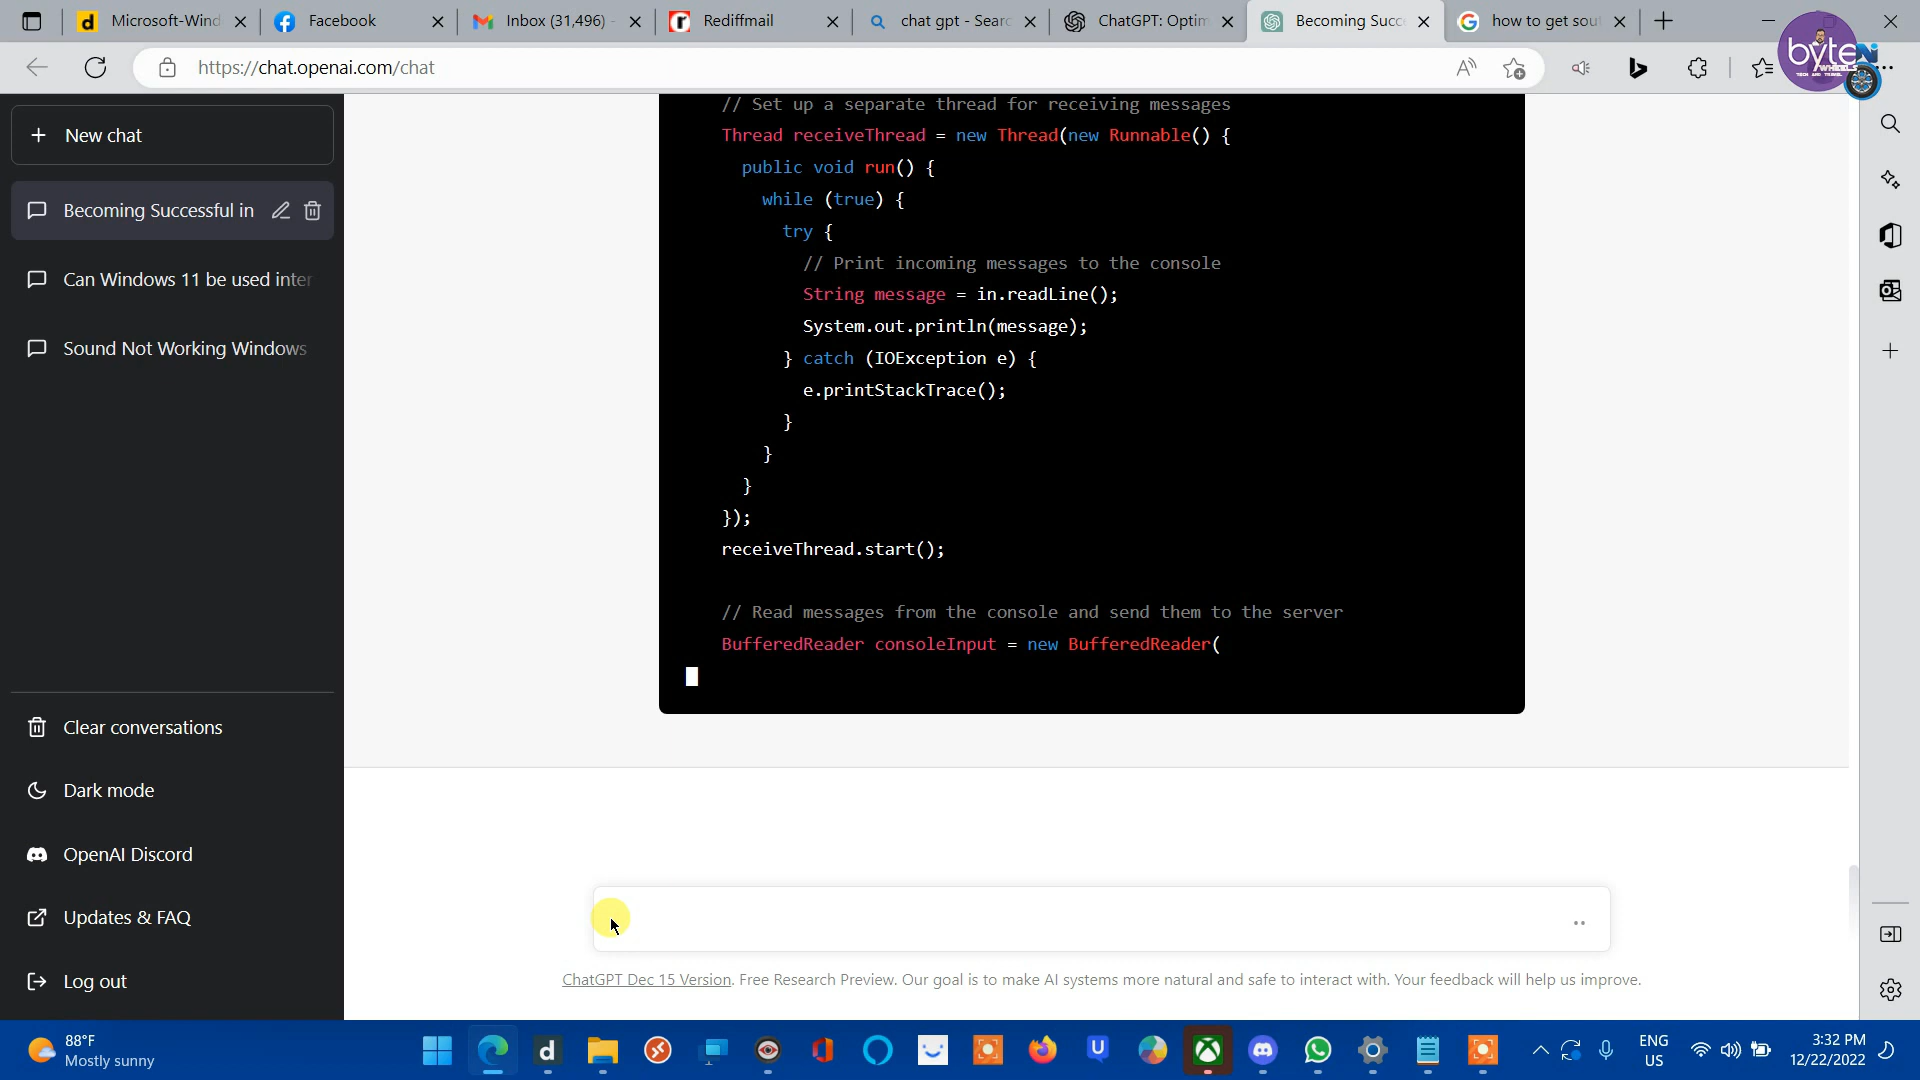 Microsoft-Wind
Facebook
Inbox (31,496) -
Rediffmail
chat gpt - Searc
ChatGPT: Optim
Becoming Succe
how to get sou
https://chat.openai.com/chat
byte
WHEELS
TECH AND TRAVEL
New chat
Becoming Successful in
Can Windows 11 be used inter
Sound Not Working Windows
// Set up a separate thread for receiving messages
Thread receiveThread = new Thread(new Runnable() {
public void run() {
while (true) {
try {
// Print incoming messages to the console
String message = in.readLine();
System.out.println(message);
} catch (IOException e) {
e.printStackTrace();
}
}
}
});
receiveThread.start();
// Read messages from the console and send them to the server
BufferedReader consoleInput = new BufferedReader(
Clear conversations
Dark mode
OpenAI Discord
Updates & FAQ
Log out
ChatGPT Dec 15 Version. Free Research Preview. Our goal is to make AI systems more natural and safe to interact with. Your feedback will help us improve.
88°F
Mostly sunny
ENG
US
3:32 PM
12/22/2022